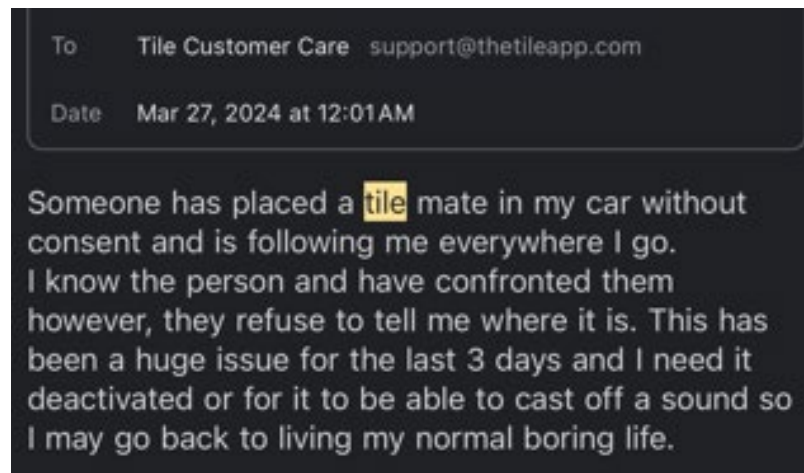 To Tile Customer Care support@thetileapp.com
Date Mar 27, 2024 at 12:01 AM
Someone has placed a tile mate in my car without
consent and is following me everywhere I go.
I know the person and have confronted them
however, they refuse to tell me where it is. This has
been a huge issue for the last 3 days and I need it
deactivated or for it to be able to cast off a sound so
I may go back to living my normal boring life.